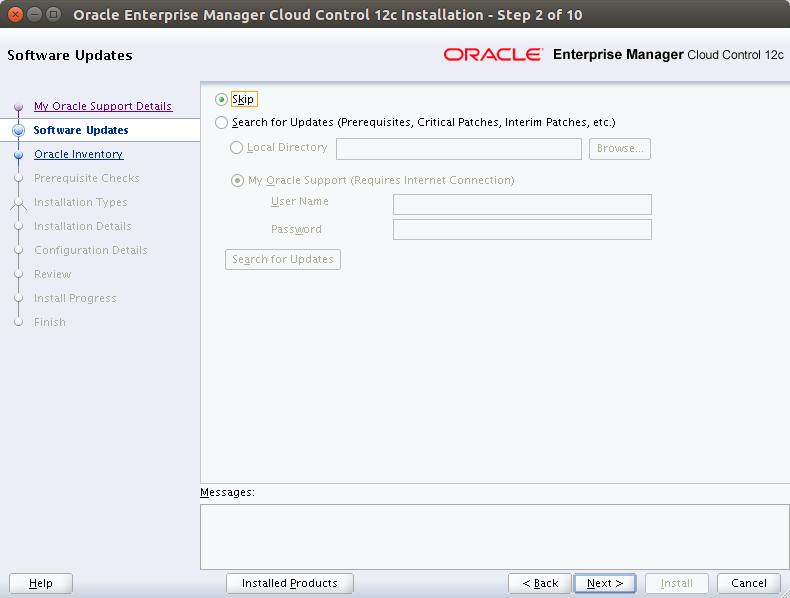 Oracle Enterprise Manager Cloud Control 12c Installation - Step 2 of 10
Software Updates
ORACLE Enterprise Manager Cloud Control 12c
My Oracle Support Details
Software Updates
Oracle Inventory
Prerequisite Checks
Installation Types
Installation Details
Configuration Details
Review
Install Progress
Finish
Skip
Search for Updates (Prerequisites, Critical Patches, Interim Patches, etc.)
Local Directory
Browse...
My Oracle Support (Requires Internet Connection)
User Name
Password
Search for Updates
Messages:
Help
Installed Products
< Back
Next >
Install
Cancel